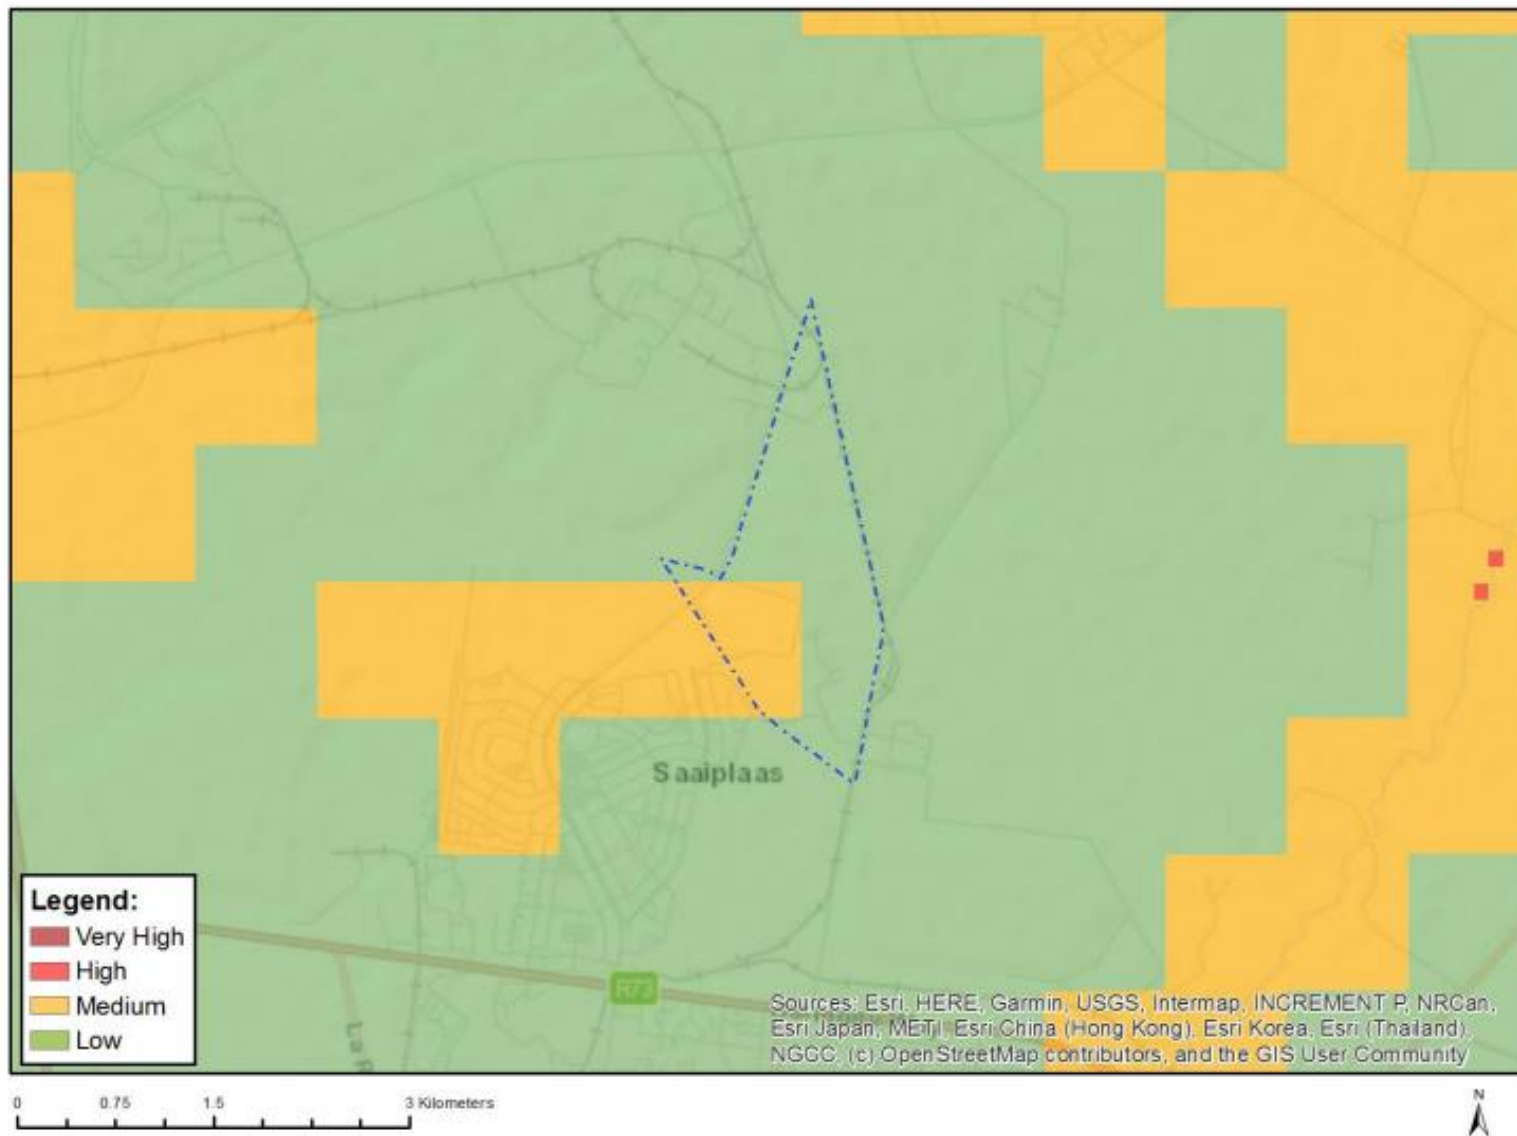 Saaiplaas
Legend:
Very High
High
Medium
Low
R73
La R
Sources: Esri, HERE, Garmin, USGS, Intermap, INCREMENT P, NRCan,
Esri Japan, METI, Esri China (Hong Kong), Esri Korea, Esri (Thailand),
NGCC, (c) OpenStreetMap contributors, and the GIS User Community
0 0.75 1.5 3 Kilometers
N